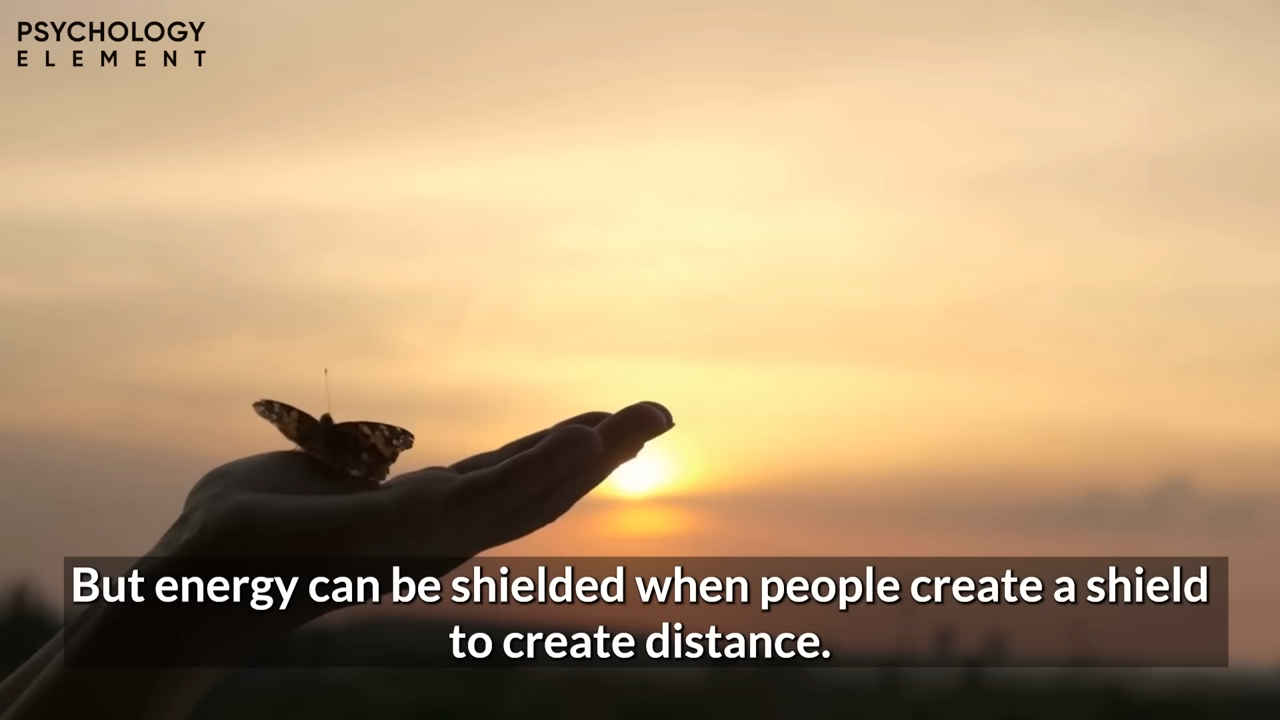 PSYCHOLOGY
ELEMENT
But energy can be shielded when people create a shield
to create distance.